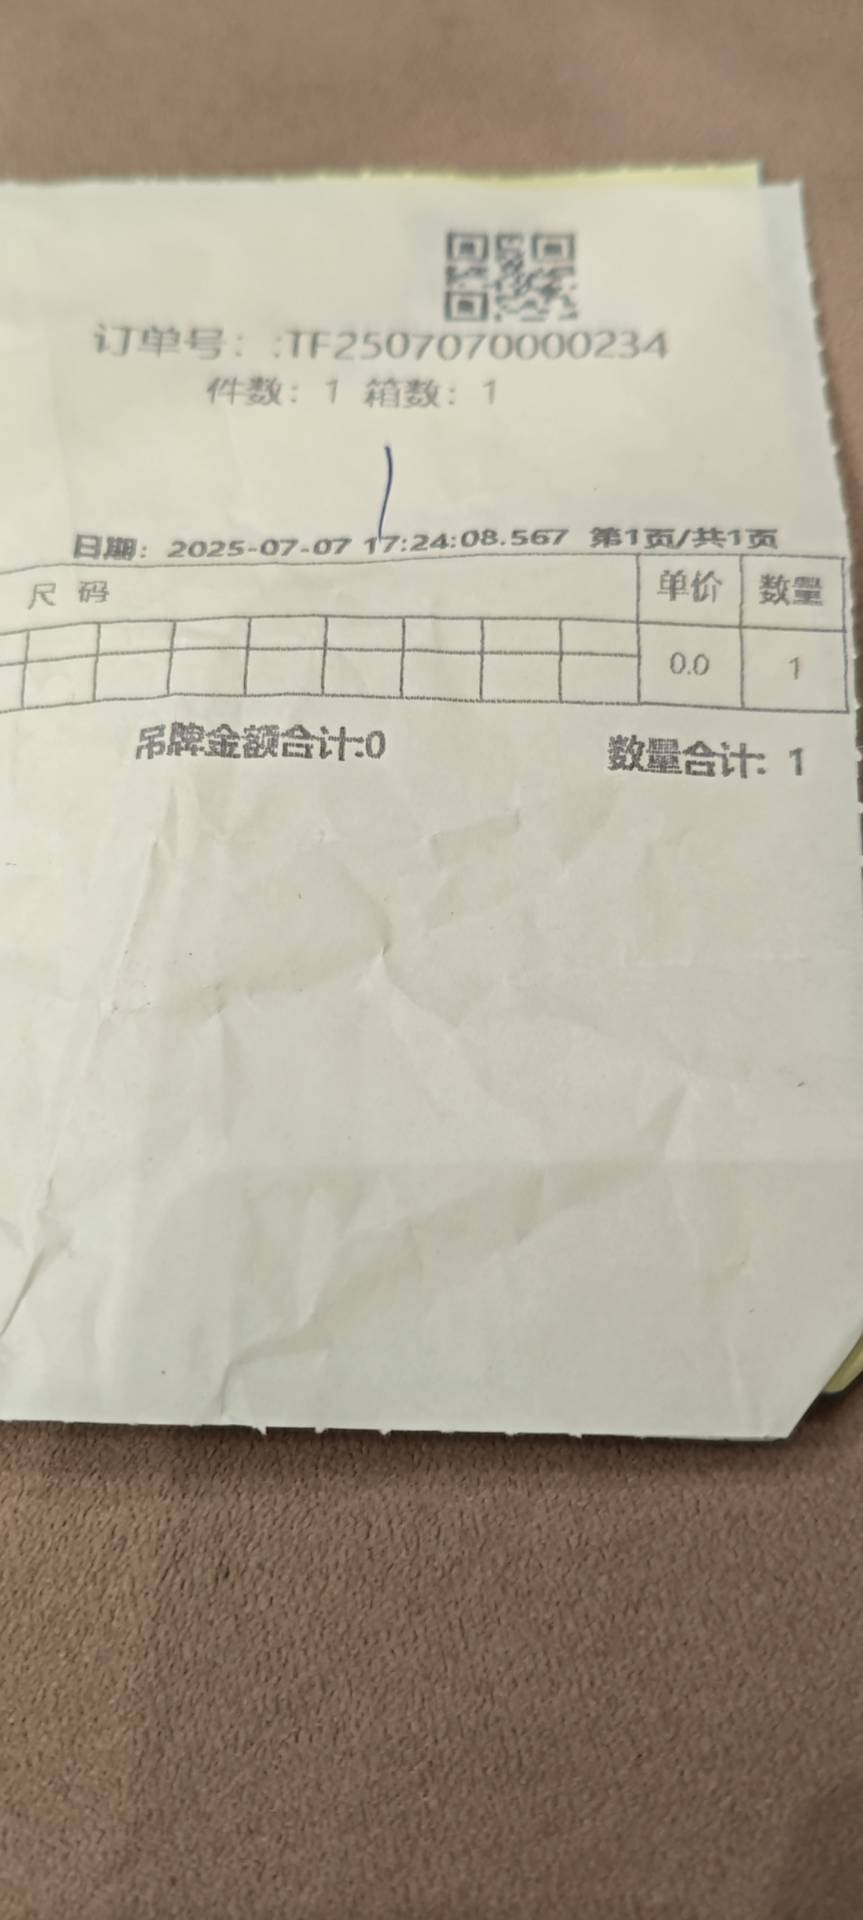 订单号：:TF2507070000234
件数：1 箱数：1
日期：2025-07-07 17:24:08.567 第1页/共1页
尺 码 单价 数量
0.0 1
吊牌金额合计:0 数量合计: 1